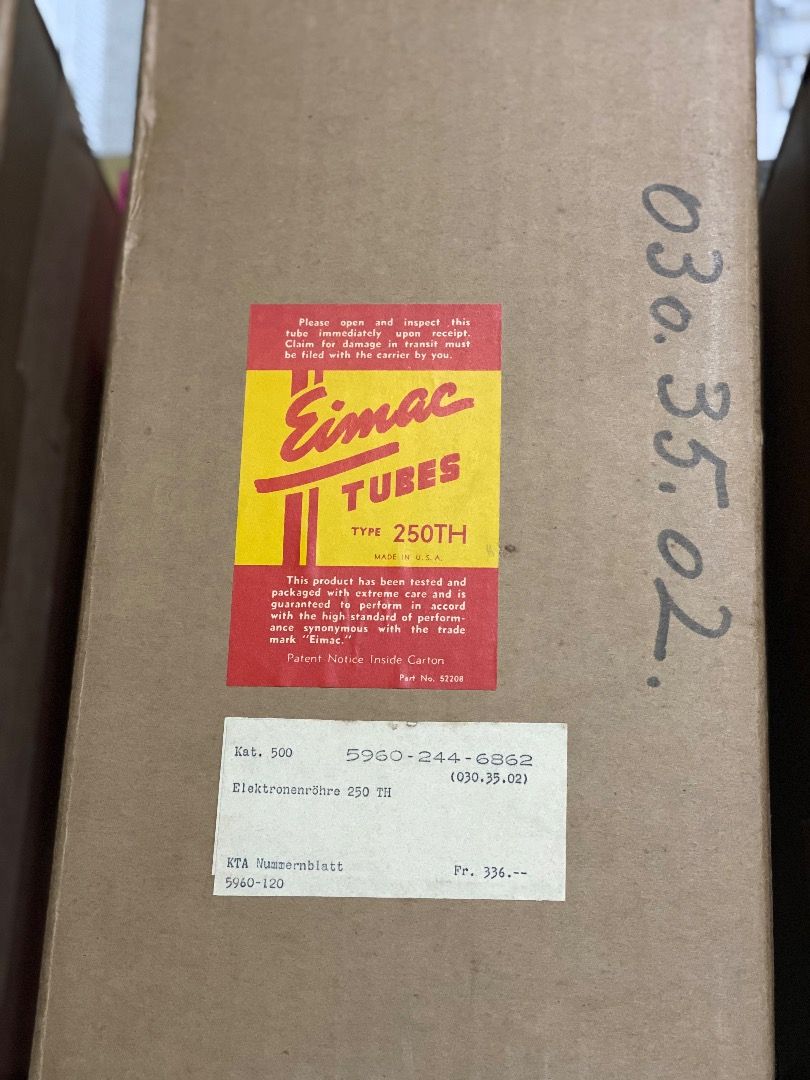 Please open and inspect this
tube immediately upon receipt.
Claim for damage in transit must
be filed with the carrier by you.
Eimac
TUBES
TYPE 250TH
MADE IN U.S.A.
This product has been tested and
packaged with extreme care and is
guaranteed to perform in accord
with the high standard of perform-
ance synonymous with the trade
mark "Eimac."
Patent Notice Inside Carton
Part No. 52208
030.35.02.
Kat. 500 5960-244-6862
(030.35.02)
Elektronenröhre 250 TH
KTA Nummernblatt Fr. 336.--
5960-120